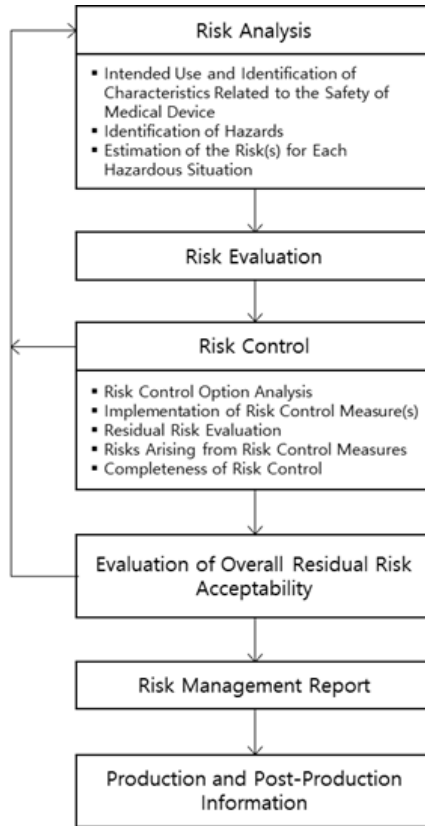 Risk Analysis
▪ Intended Use and Identification of
Characteristics Related to the Safety of
Medical Device
▪ Identification of Hazards
▪ Estimation of the Risk(s) for Each
Hazardous Situation
Risk Evaluation
Risk Control
▪ Risk Control Option Analysis
▪ Implementation of Risk Control Measure(s)
▪ Residual Risk Evaluation
▪ Risks Arising from Risk Control Measures
▪ Completeness of Risk Control
Evaluation of Overall Residual Risk
Acceptability
Risk Management Report
Production and Post-Production
Information